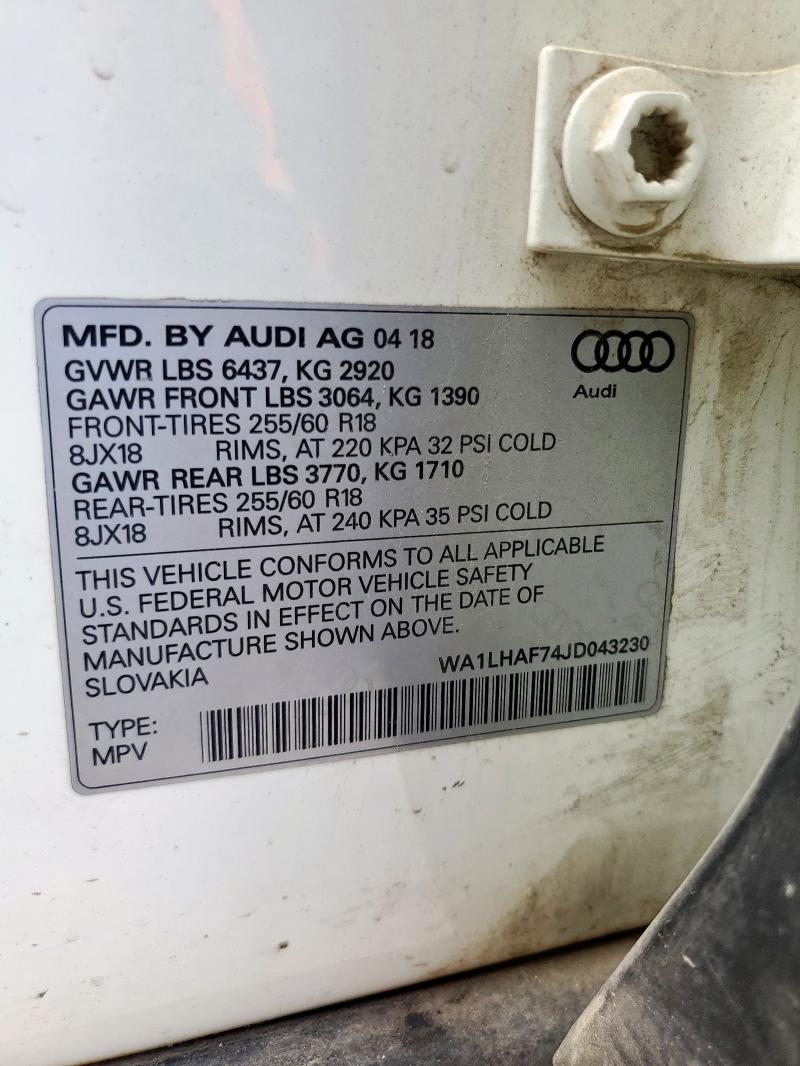 MFD. BY AUDI AG 04 18
GVWR LBS 6437, KG 2920
GAWR FRONT LBS 3064, KG 1390
FRONT-TIRES 255/60 R18
8JX18 RIMS, AT 220 KPA 32 PSI COLD
GAWR REAR LBS 3770, KG 1710
REAR-TIRES 255/60 R18
8JX18 RIMS, AT 240 KPA 35 PSI COLD
Audi
THIS VEHICLE CONFORMS TO ALL APPLICABLE
U.S. FEDERAL MOTOR VEHICLE SAFETY
STANDARDS IN EFFECT ON THE DATE OF
MANUFACTURE SHOWN ABOVE.
SLOVAKIA
WA1LHAF74JD043230
TYPE:
MPV